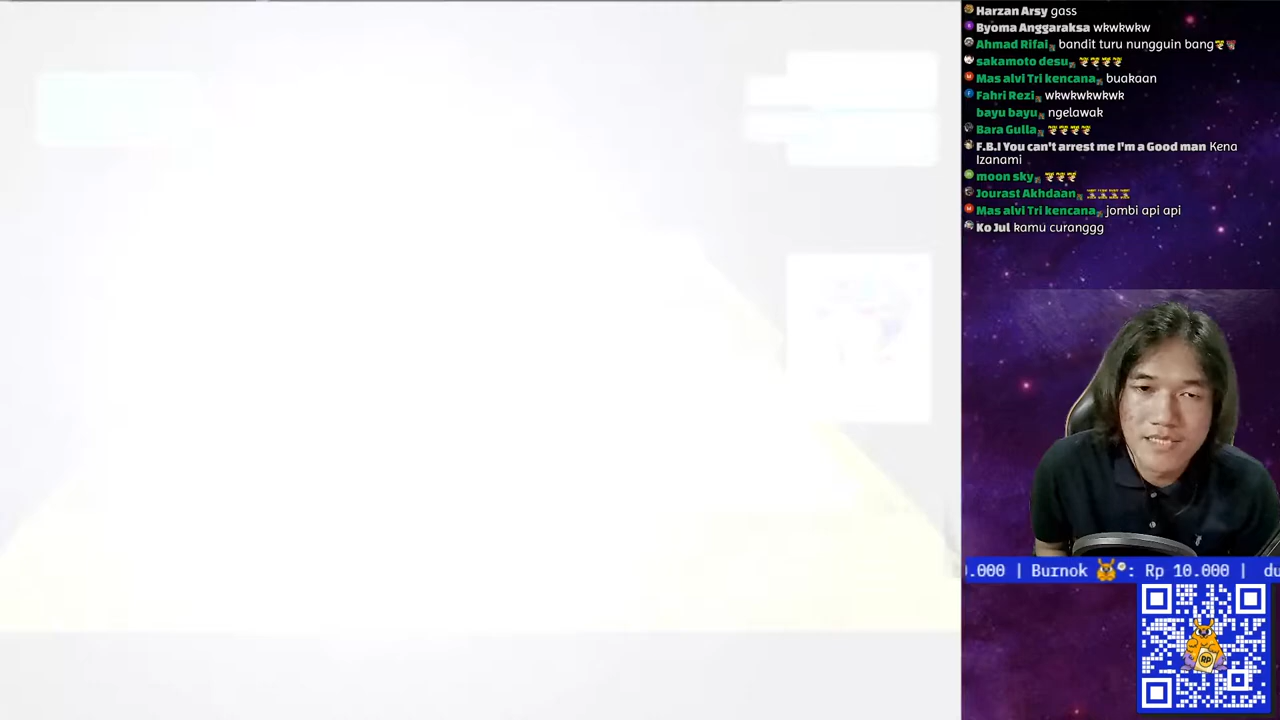 Harzan Arsy gass
Byoma Anggaraksa wkwkwkw
Ahmad Rifai bandit turu nungguin bang
sakamoto desu
Mas alvi Tri kencana buakaan
Fahri Rezi wkwkwkwkwk
bayu bayu ngelawak
Bara Gulla
F.B.I You can't arrest me I'm a Good man Kena
Izanami
moon sky
Jourast Akhdaan
Mas alvi Tri kencana jombi api api
Ko Jul kamu curanggg
.000 | Burnok : Rp 10.000 | du
RP